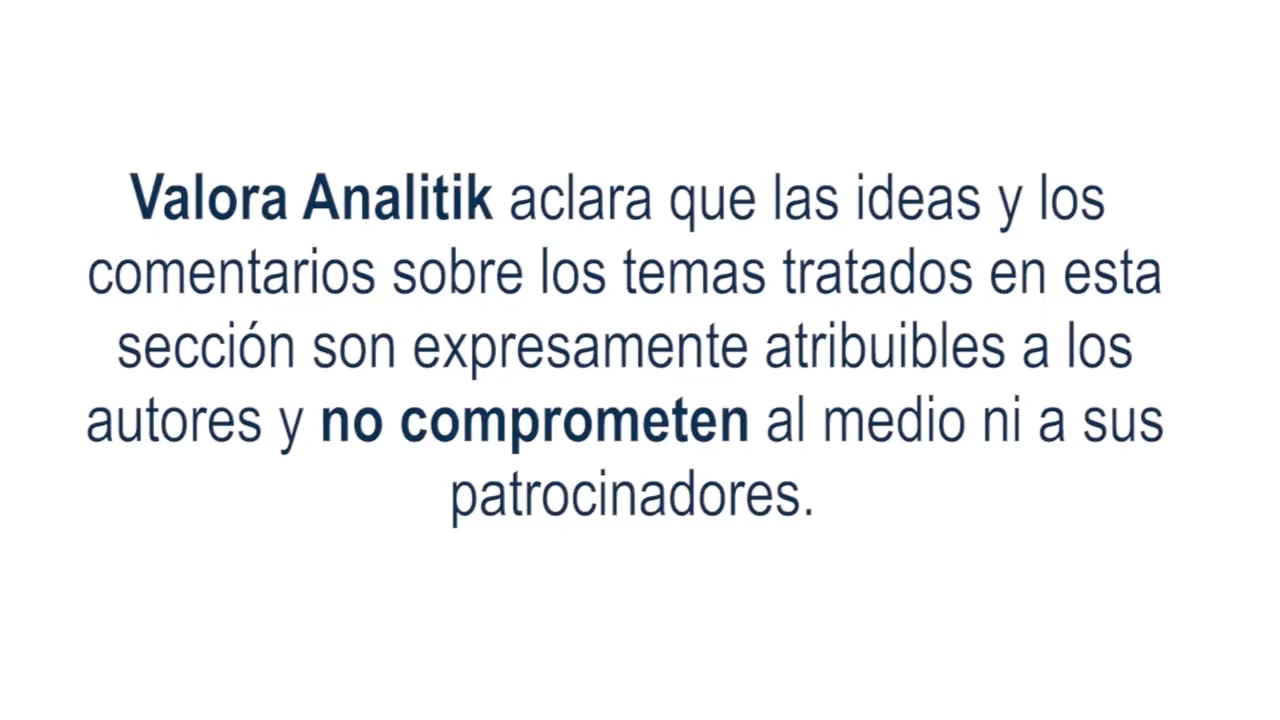 Valora Analitik aclara que las ideas y los
comentarios sobre los temas tratados en esta
sección son expresamente atribuibles a los
autores y no comprometen al medio ni a sus
patrocinadores.